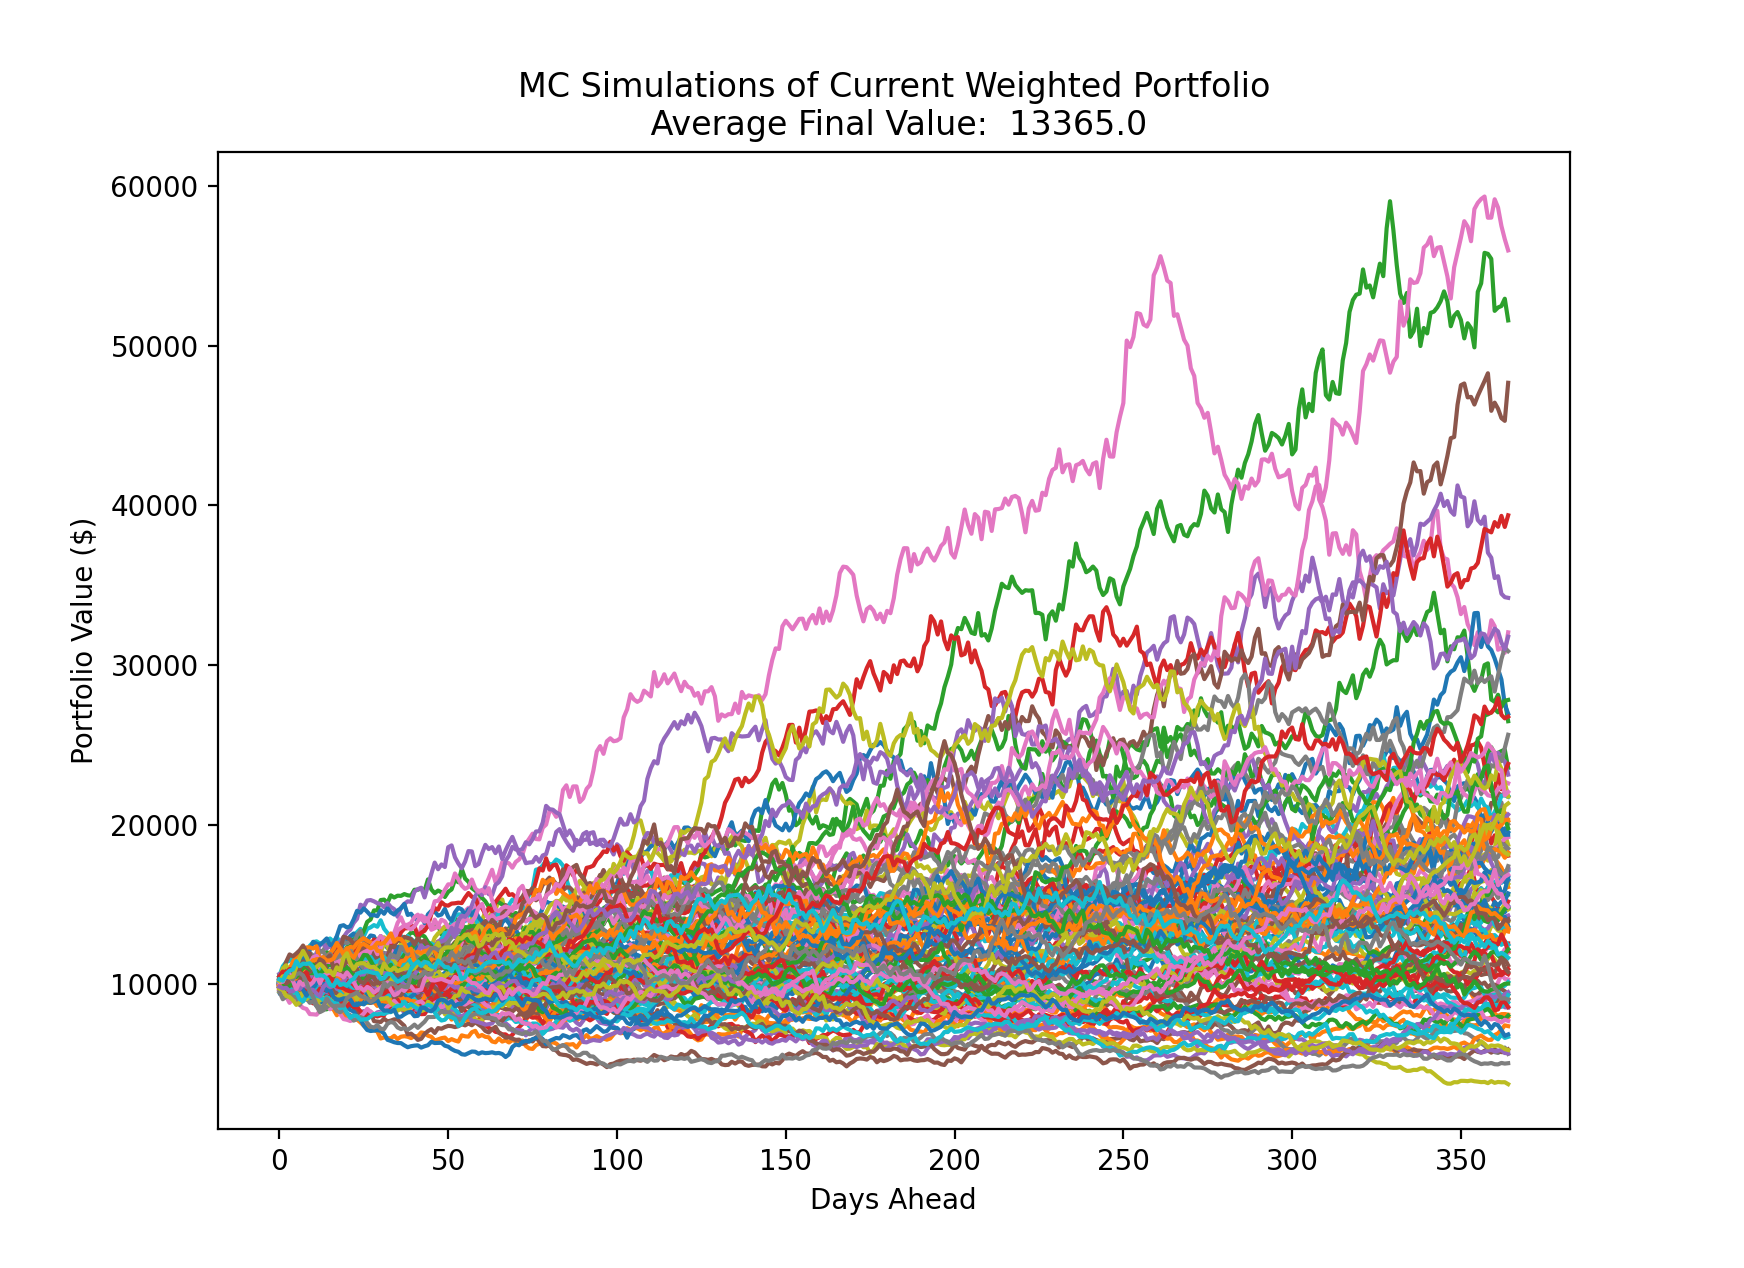 MC Simulations of Current Weighted Portfolio
Average Final Value:  13365.0
Portfolio Value ($)
60000
50000
40000
30000
20000
10000
0 50 100 150 200 250 300 350
Days Ahead